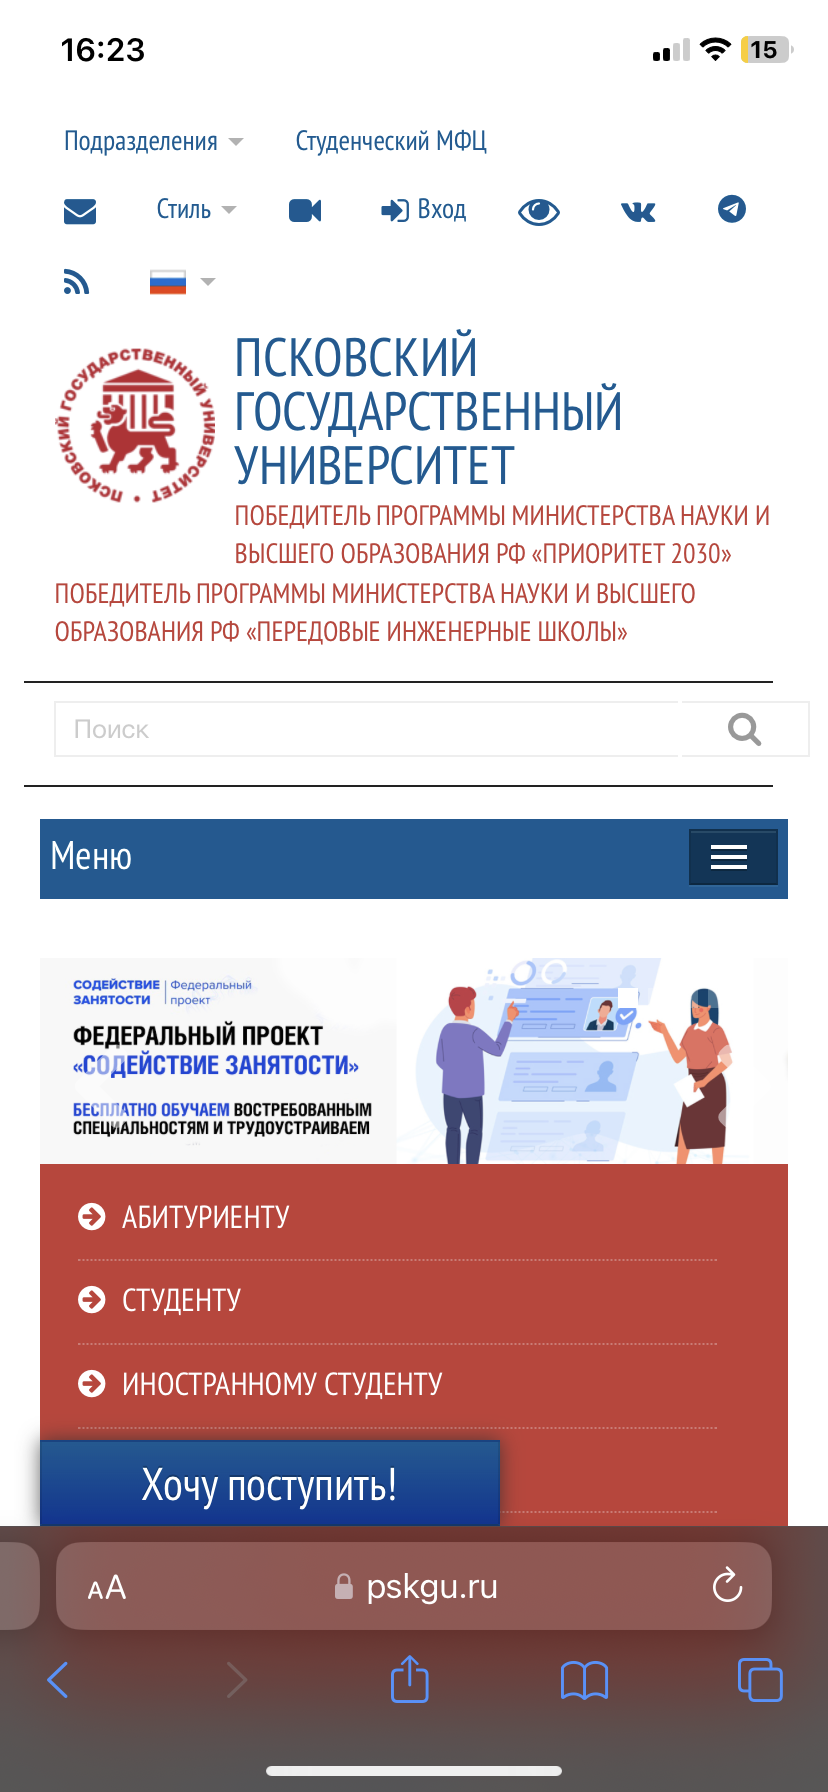 16:23
15
Подразделения
Студенческий МФЦ
Стиль
Вход
ПСКОВСКИЙ ГОСУДАРСТВЕННЫЙ УНИВЕРСИТЕТ
ПСКОВСКИЙ
ГОСУДАРСТВЕННЫЙ
УНИВЕРСИТЕТ
ПОБЕДИТЕЛЬ ПРОГРАММЫ МИНИСТЕРСТВА НАУКИ И
ВЫСШЕГО ОБРАЗОВАНИЯ РФ «ПРИОРИТЕТ 2030»
ПОБЕДИТЕЛЬ ПРОГРАММЫ МИНИСТЕРСТВА НАУКИ И ВЫСШЕГО
ОБРАЗОВАНИЯ РФ «ПЕРЕДОВЫЕ ИНЖЕНЕРНЫЕ ШКОЛЫ»
Поиск
Меню
СОДЕЙСТВИЕ
ЗАНЯТОСТИ
Федеральный
проект
ФЕДЕРАЛЬНЫЙ ПРОЕКТ
«СОДЕЙСТВИЕ ЗАНЯТОСТИ»
БЕСПЛАТНО ОБУЧАЕМ ВОСТРЕБОВАННЫМ
СПЕЦИАЛЬНОСТЯМ И ТРУДОУСТРАИВАЕМ
АБИТУРИЕНТУ
СТУДЕНТУ
ИНОСТРАННОМУ СТУДЕНТУ
Хочу поступить!
AA
pskgu.ru